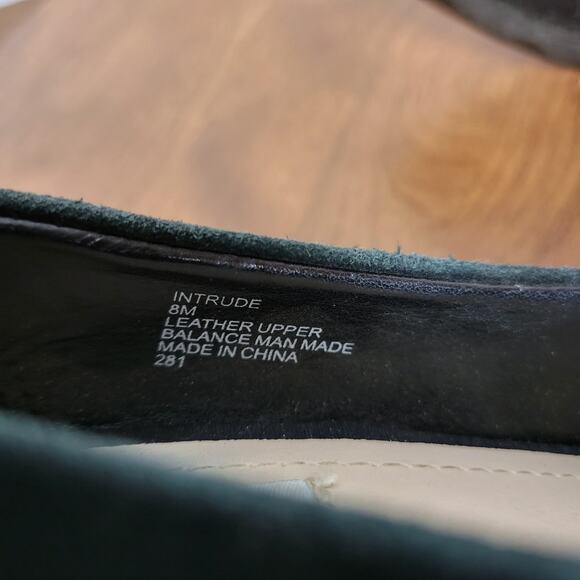 INTRUDE
8M
LEATHER UPPER
BALANCE MAN MADE
MADE IN CHINA
281